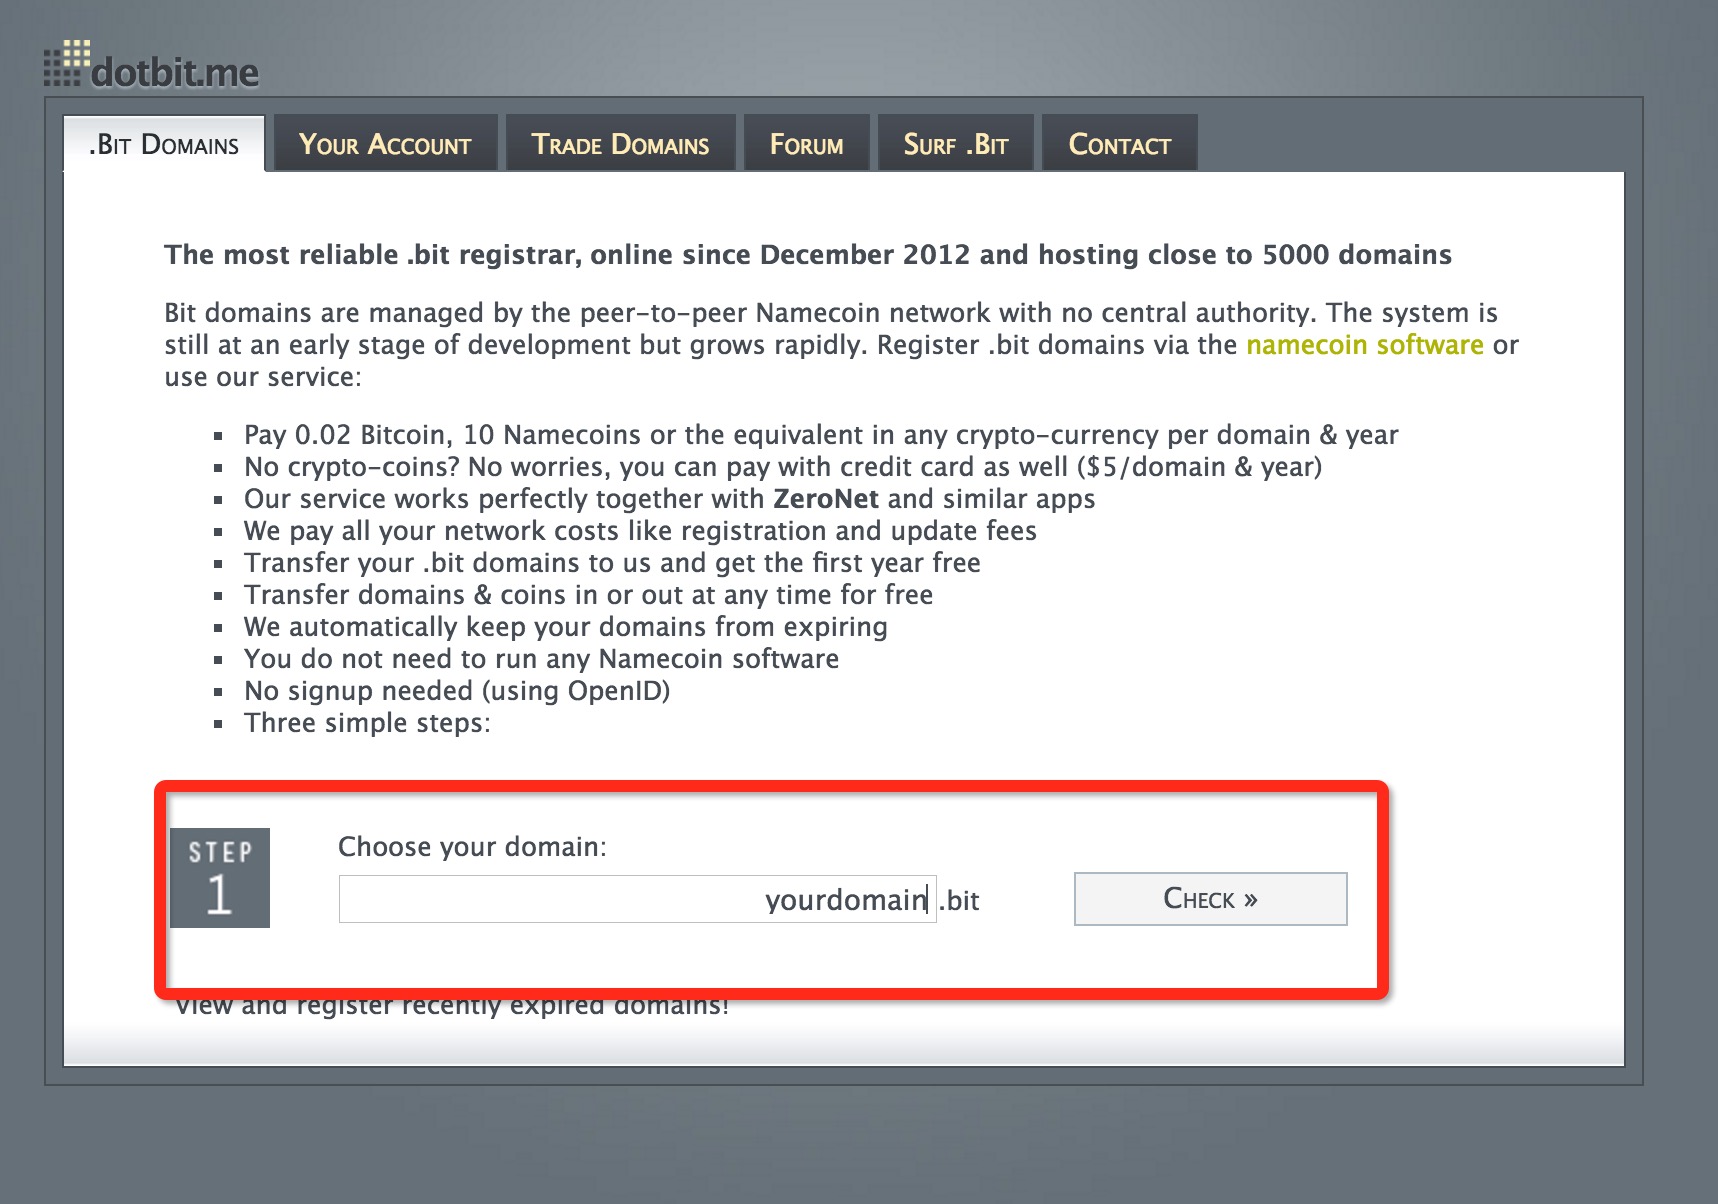 dotbit.me
.Bit Domains
Your Account
Trade Domains
Forum
Surf .Bit
Contact
The most reliable .bit registrar, online since December 2012 and hosting close to 5000 domains
Bit domains are managed by the peer-to-peer Namecoin network with no central authority. The system is
still at an early stage of development but grows rapidly. Register .bit domains via the namecoin software or
use our service:
Pay 0.02 Bitcoin, 10 Namecoins or the equivalent in any crypto-currency per domain & year
No crypto-coins? No worries, you can pay with credit card as well ($5/domain & year)
Our service works perfectly together with ZeroNet and similar apps
We pay all your network costs like registration and update fees
Transfer your .bit domains to us and get the first year free
Transfer domains & coins in or out at any time for free
We automatically keep your domains from expiring
You do not need to run any Namecoin software
No signup needed (using OpenID)
Three simple steps:
STEP
1
Choose your domain:
yourdomain .bit
Check »
View and register recently expired domains!